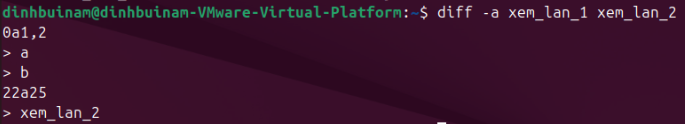 dinhbuinam@dinhbuinam-VMware-Virtual-Platform:~$ diff -a xem_lan_1 xem_lan_2
0a1,2
> a
> b
22a25
> xem_lan_2